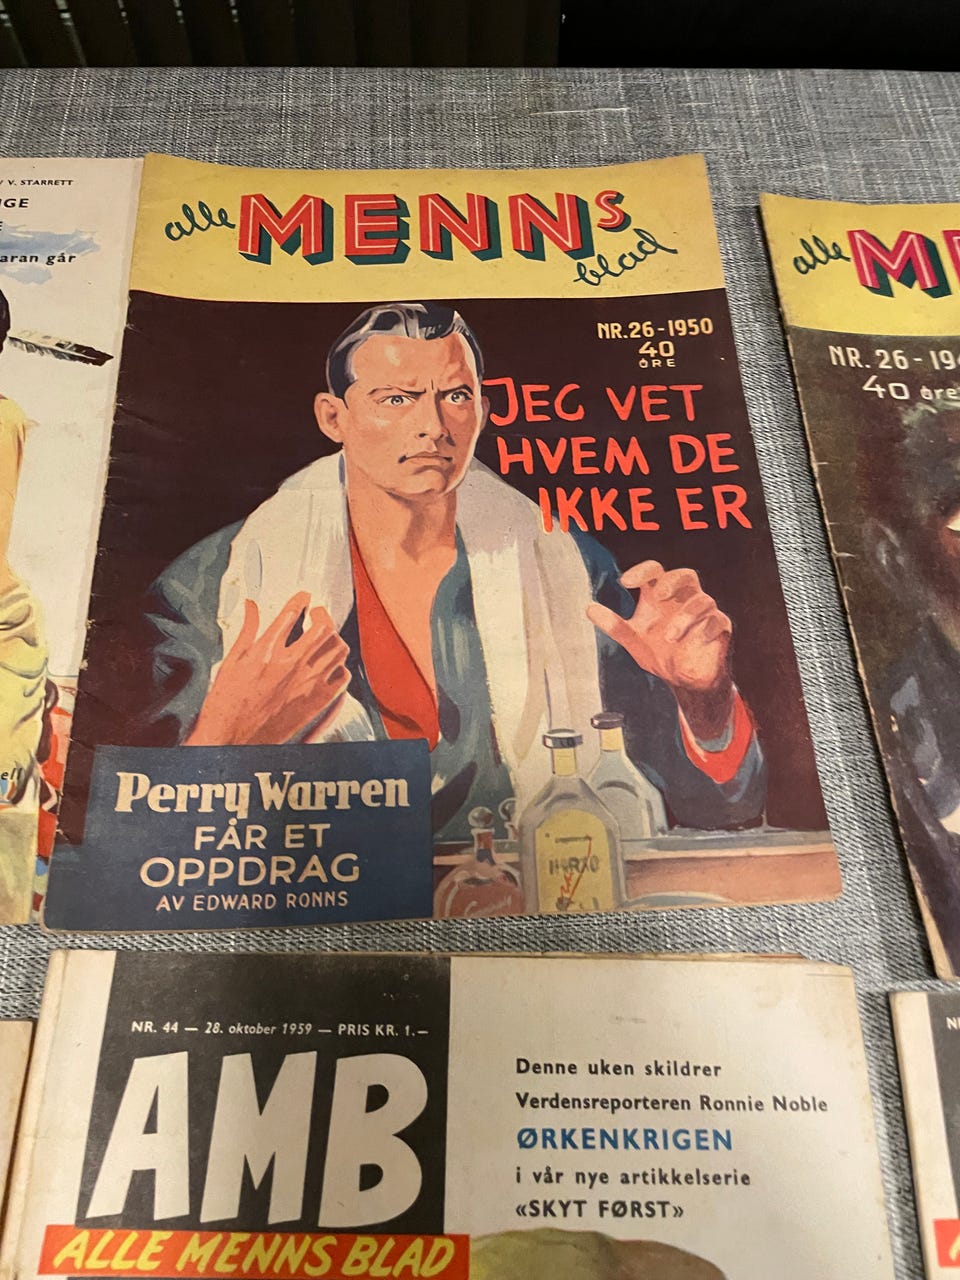 V. STARRETT
aran går
alle MENNs
blad
NR.26-1950
40
ØRE
JEG VET
HVEM DE
IKKE ER
Perry Warren
FÅR ET
OPPDRAG
AV EDWARD RONNS
alle
NR. 26 - 194
40 øre
NR. 44 — 28. oktober 1959 — PRIS KR. 1.–
AMB
ALLE MENNS BLAD
Denne uken skildrer
Verdensreporteren Ronnie Noble
ØRKENKRIGEN
i vår nye artikkelserie
«SKYT FØRST»